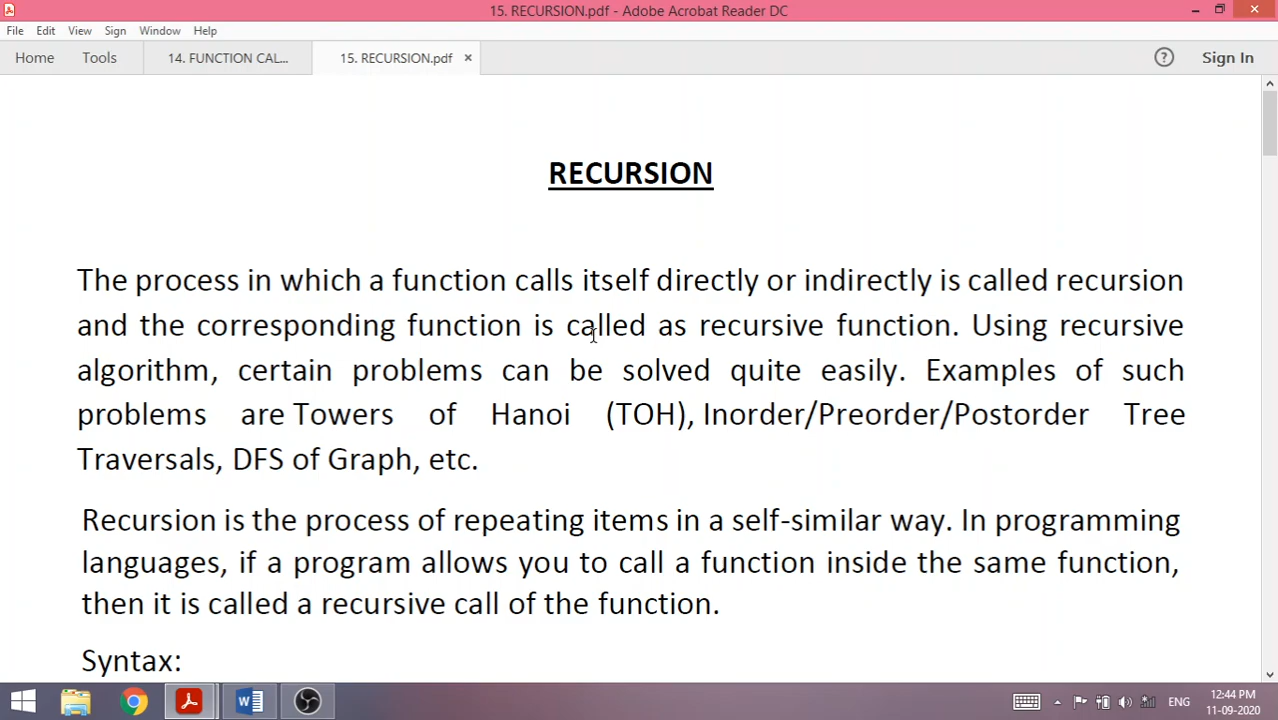 15. RECURSION.pdf - Adobe Acrobat Reader DC
File Edit View Sign Window Help
Home Tools 14. FUNCTION CAL... 15. RECURSION.pdf × ? Sign In
RECURSION
The process in which a function calls itself directly or indirectly is called recursion
and the corresponding function is called as recursive function. Using recursive
algorithm, certain problems can be solved quite easily. Examples of such
problems are Towers of Hanoi (TOH), Inorder/Preorder/Postorder Tree
Traversals, DFS of Graph, etc.
Recursion is the process of repeating items in a self-similar way. In programming
languages, if a program allows you to call a function inside the same function,
then it is called a recursive call of the function.
Syntax:
ENG
12:44 PM
11-09-2020